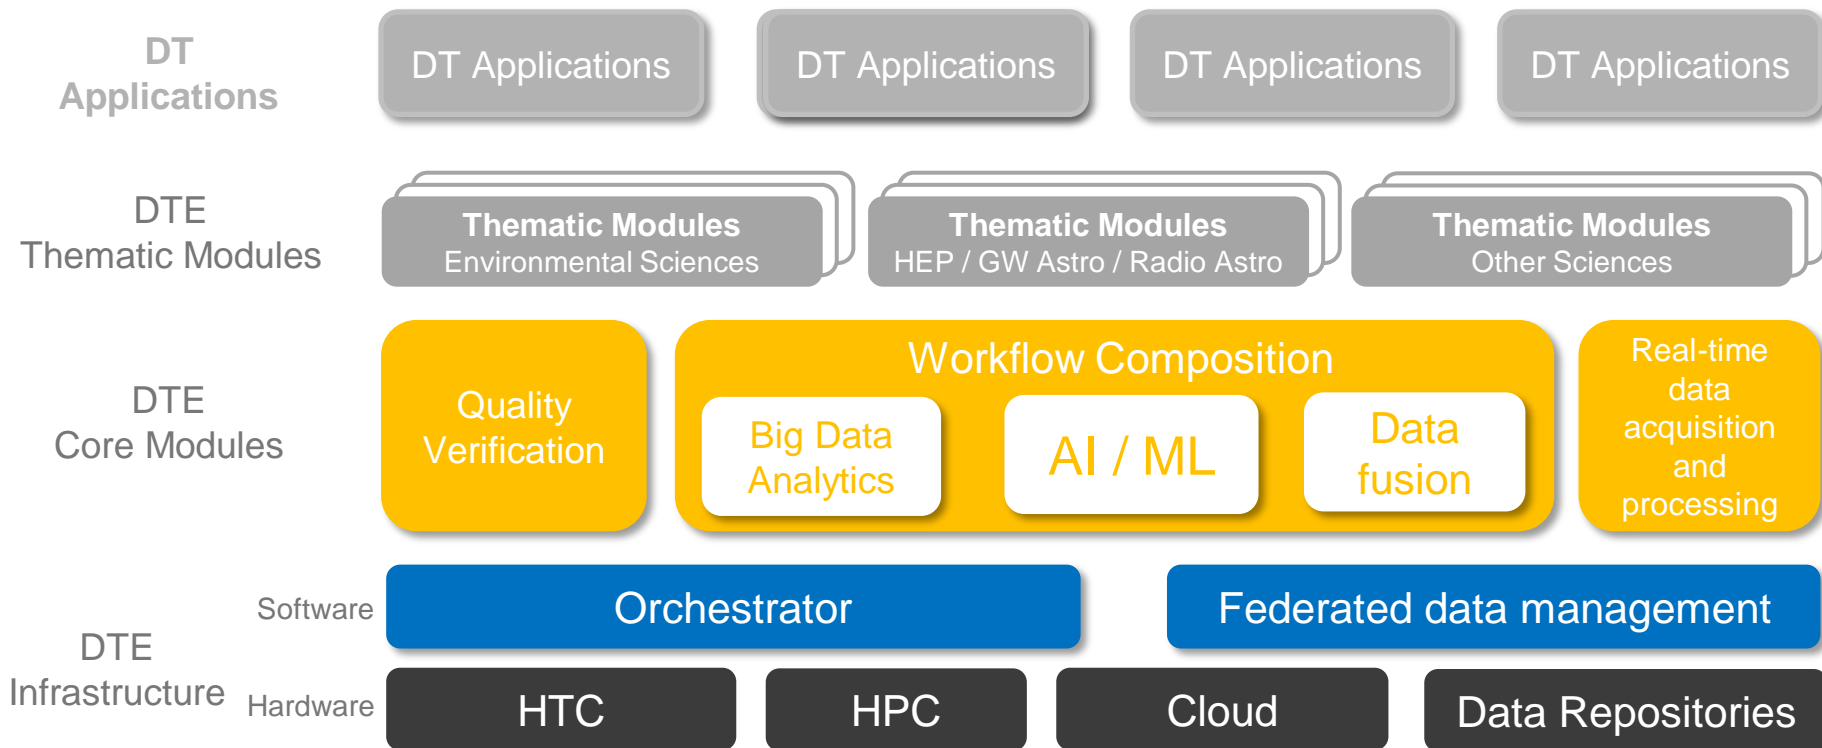 DT
Applications
DT Applications
DT Applications
DT Applications
DT Applications
DTE
Thematic Modules
Thematic Modules
Environmental Sciences
Thematic Modules
HEP / GW Astro / Radio Astro
Thematic Modules
Other Sciences
DTE
Core Modules
Quality
Verification
Workflow Composition
Big Data
Analytics
AI / ML
Data
fusion
Real-time
data
acquisition
and
processing
DTE
Infrastructure
Software
Orchestrator
Federated data management
Hardware
HTC
HPC
Cloud
Data Repositories